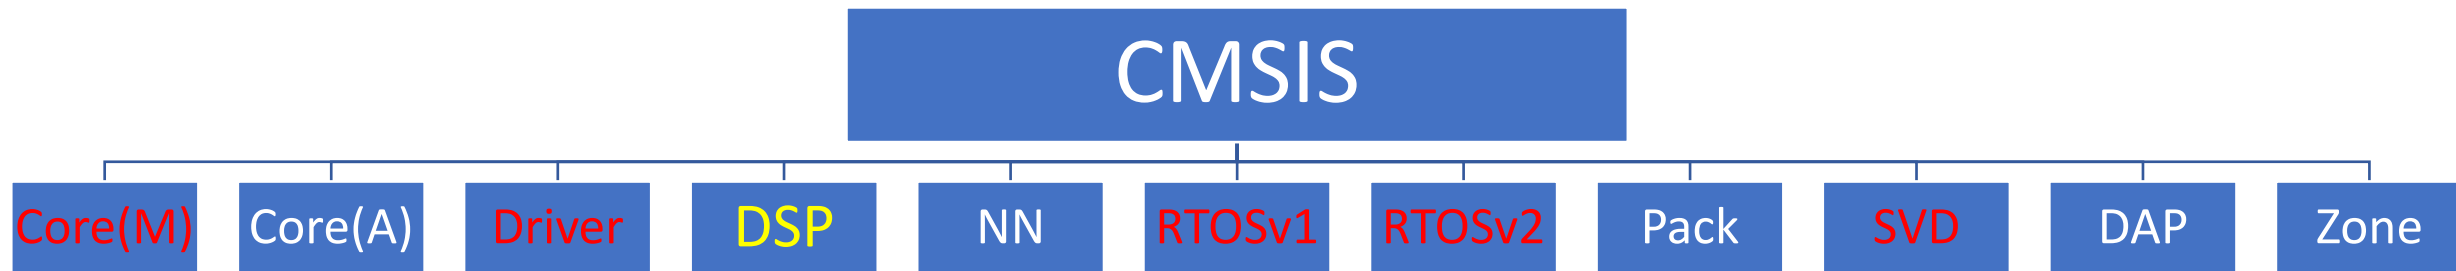 CMSIS
Core(M)
Core(A)
Driver
DSP
NN
RTOSv1
RTOSv2
Pack
SVD
DAP
Zone